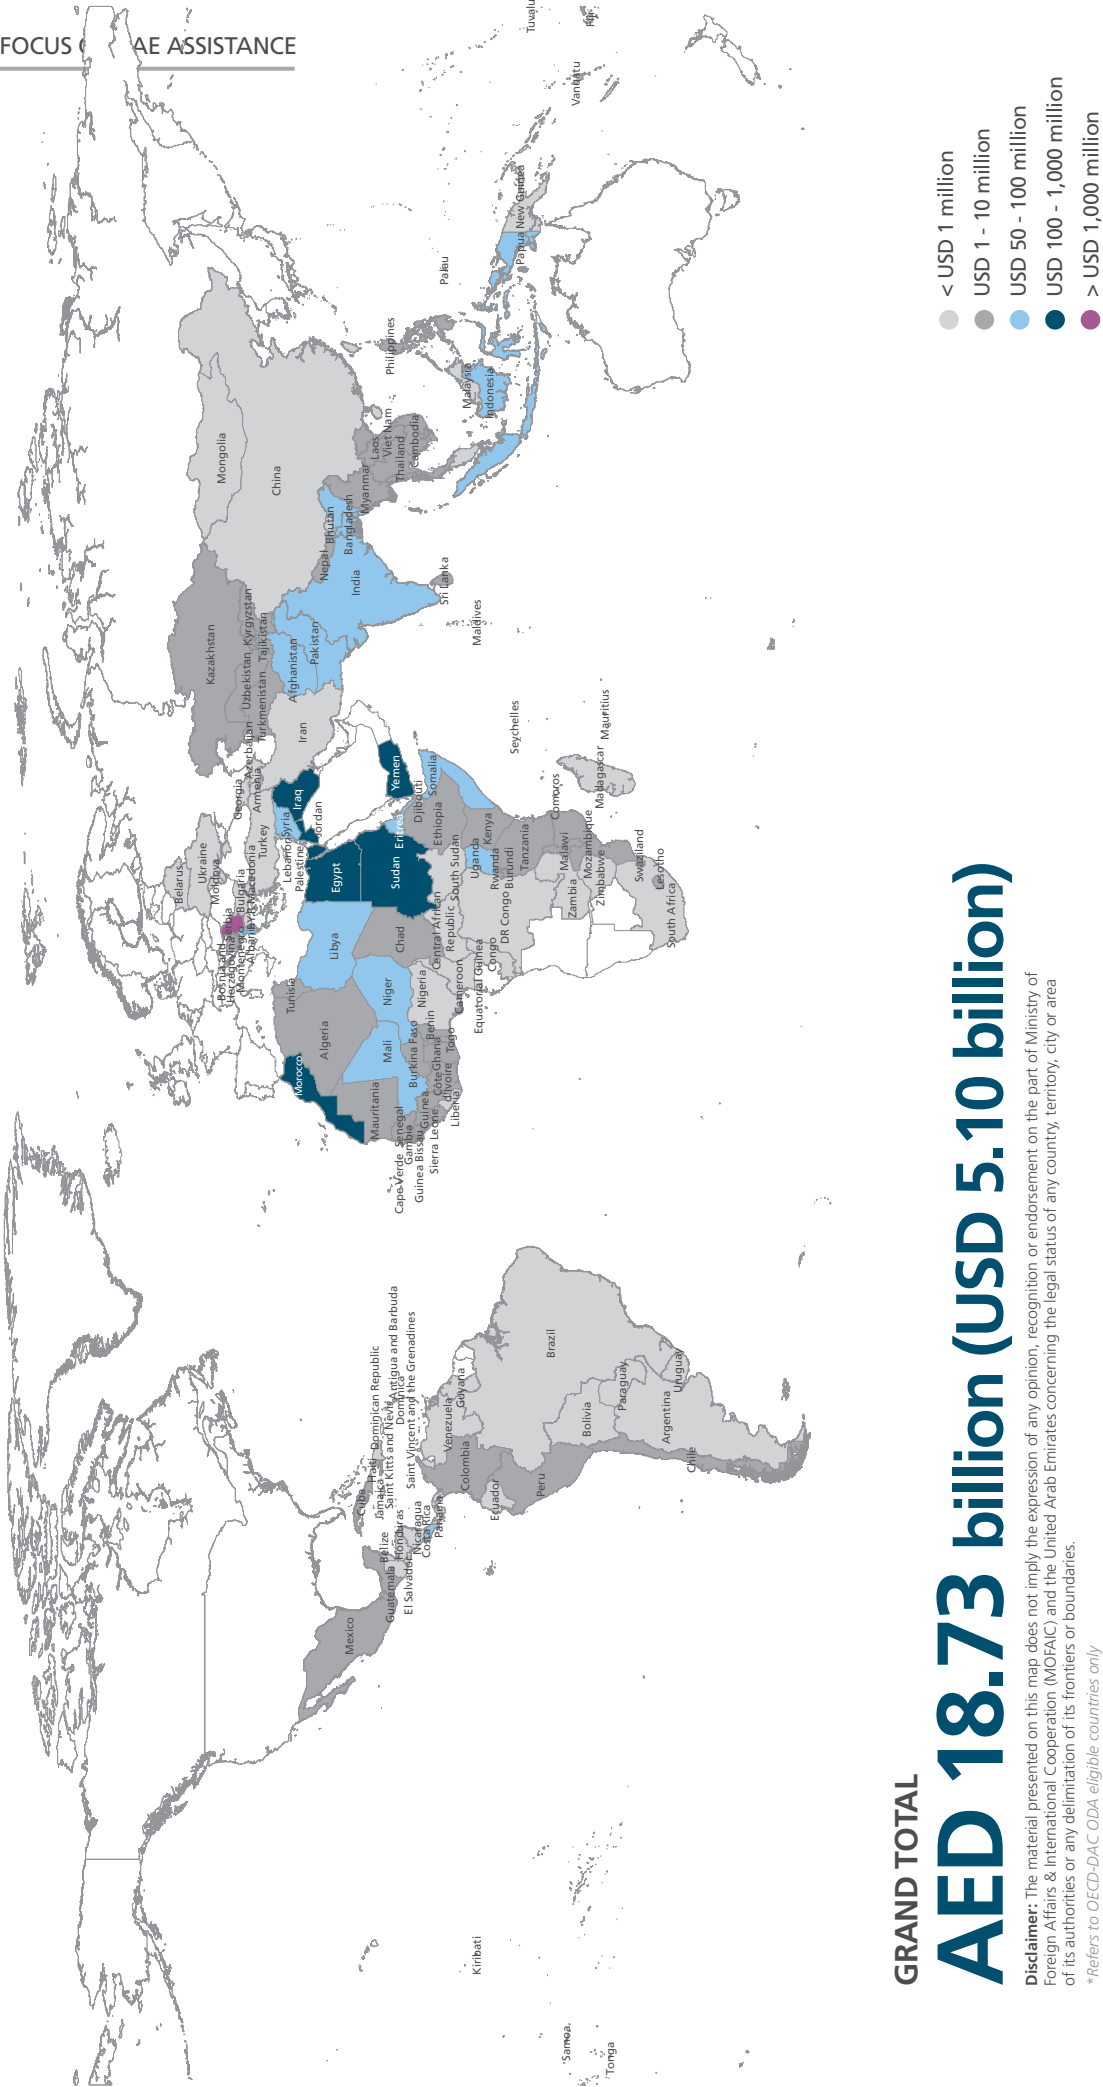 FOCUS O AE ASSISTANCE
Tuvalu
Fiji
Vanuatu
Papua New Guinea
Palau
Philippines
Malaysia
Indonesia
Mongolia
China
Laos
Viet Nam
Thailand
Cambodia
Myanmar
Bhutan
Bangladesh
Nepal
India
Sri Lanka
Maldives
Kazakhstan
Kyrgyzstan
Tajikistan
Uzbekistan
Turkmenistan
Afghanistan
Pakistan
Iran
Azerbaijan
Armenia
Georgia
Turkey
Iraq
Syria
Jordan
Lebanon
Palestine
Yemen
Belarus
Ukraine
Moldova
Bulgaria
FYR Macedonia
Serbia
Bosnia and
Herzegovina
Montenegro
Albania
Egypt
Sudan
Eritrea
Djibouti
Somalia
Ethiopia
South Sudan
Kenya
Uganda
Rwanda
Burundi
Tanzania
Seychelles
Mauritius
Madagascar
Comoros
Malawi
Mozambique
Zimbabwe
Zambia
Swaziland
Lesotho
South Africa
Libya
Chad
Central African
Republic
DR Congo
Congo
Equatorial Guinea
Cameroon
Nigeria
Niger
Tunisia
Algeria
Morocco
Mali
Burkina Faso
Benin
Togo
Ghana
Côte
d'Ivoire
Liberia
Mauritania
Senegal
Gambia
Guinea
Guinea Bissau
Sierra Leone
Cape Verde
Antigua and Barbuda
Dominican Republic
Dominica
Saint Kitts and Nevis
Saint Vincent and the Grenadines
Haiti
Jamaica
Cuba
Belize
Honduras
Nicaragua
Costa Rica
Panama
Guatemala
El Salvador
Mexico
Guyana
Venezuela
Colombia
Ecuador
Peru
Brazil
Bolivia
Paraguay
Uruguay
Argentina
Chile
Kiribati
Samoa
Tonga
< USD 1 million
USD 1 - 10 million
USD 50 - 100 million
USD 100 - 1,000 million
> USD 1,000 million
GRAND TOTAL
AED 18.73 billion (USD 5.10 billion)
Disclaimer: The material presented on this map does not imply the expression of any opinion, recognition or endorsement on the part of Ministry of
Foreign Affairs & International Cooperation (MOFAIC) and the United Arab Emirates concerning the legal status of any country, territory, city or area
of its authorities or any delimitation of its frontiers or boundaries.
*Refers to OECD-DAC ODA eligible countries only